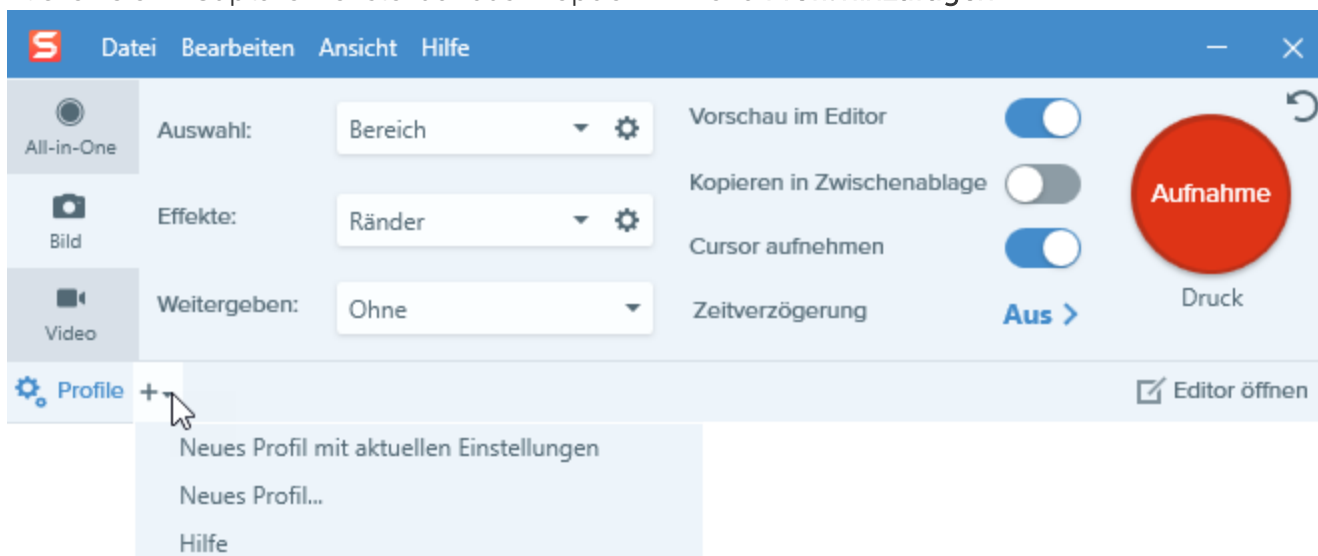 Datei Bearbeiten Ansicht Hilfe
All-in-One
Auswahl: Bereich
Vorschau im Editor
Kopieren in Zwischenablage
Aufnahme
Bild
Effekte: Ränder
Cursor aufnehmen
Druck
Video
Weitergeben: Ohne
Zeitverzögerung Aus >
Profile +
Editor öffnen
Neues Profil mit aktuellen Einstellungen
Neues Profil...
Hilfe